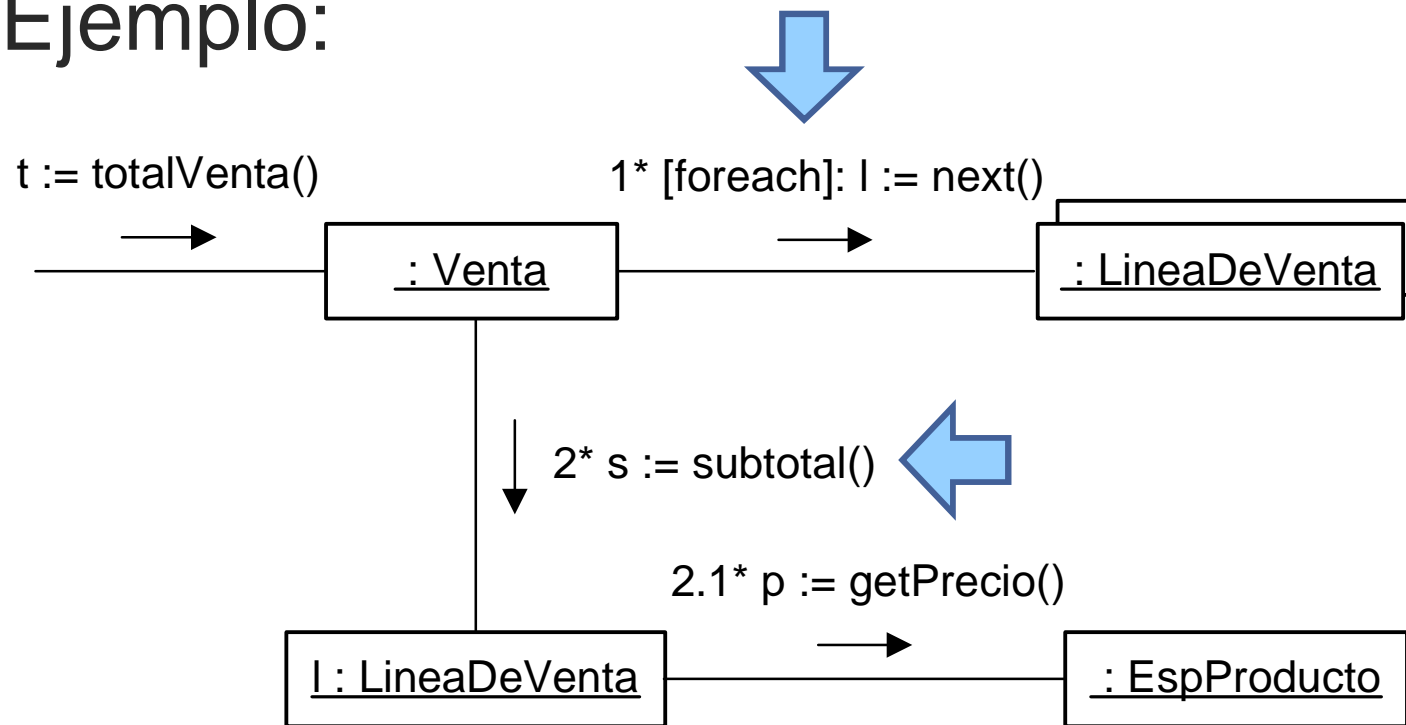 Ejemplo:
t := totalVenta()
1* [foreach]: l := next()
: Venta
: LineaDeVenta
2* s := subtotal()
2.1* p := getPrecio()
l : LineaDeVenta
: EspProducto